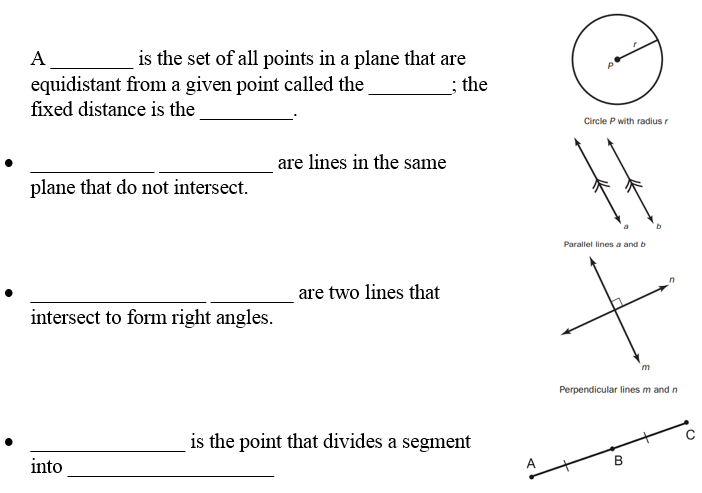 A ________ is the set of all points in a plane that are
equidistant from a given point called the ________; the
fixed distance is the _________.
r
P
Circle P with radius r
• ____________ ___________ are lines in the same
plane that do not intersect.
a b
Parallel lines a and b
• _________________ ________ are two lines that
intersect to form right angles.
n
m
Perpendicular lines m and n
• _______________ is the point that divides a segment
into ____________________
A B C